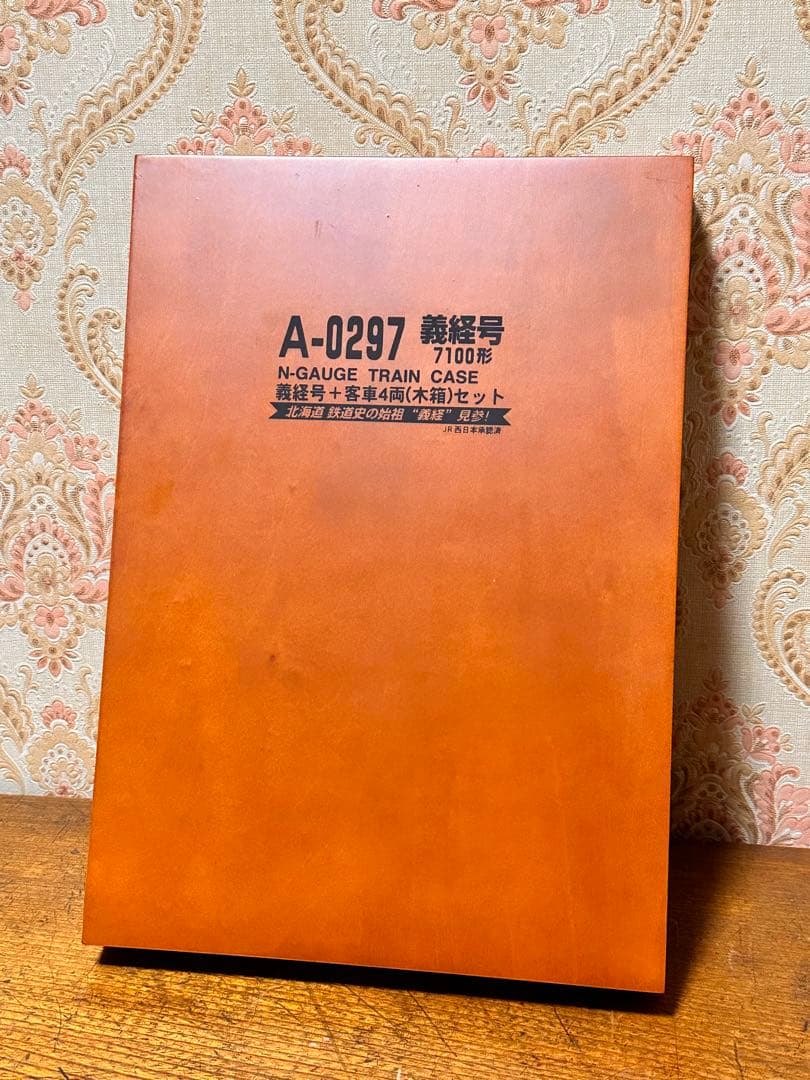 A-0297 義経号
7100形
N-GAUGE TRAIN CASE
義経号+客車4両(木箱)セット
北海道 鉄道史の始祖 “義経” 見参!
JR西日本承認済